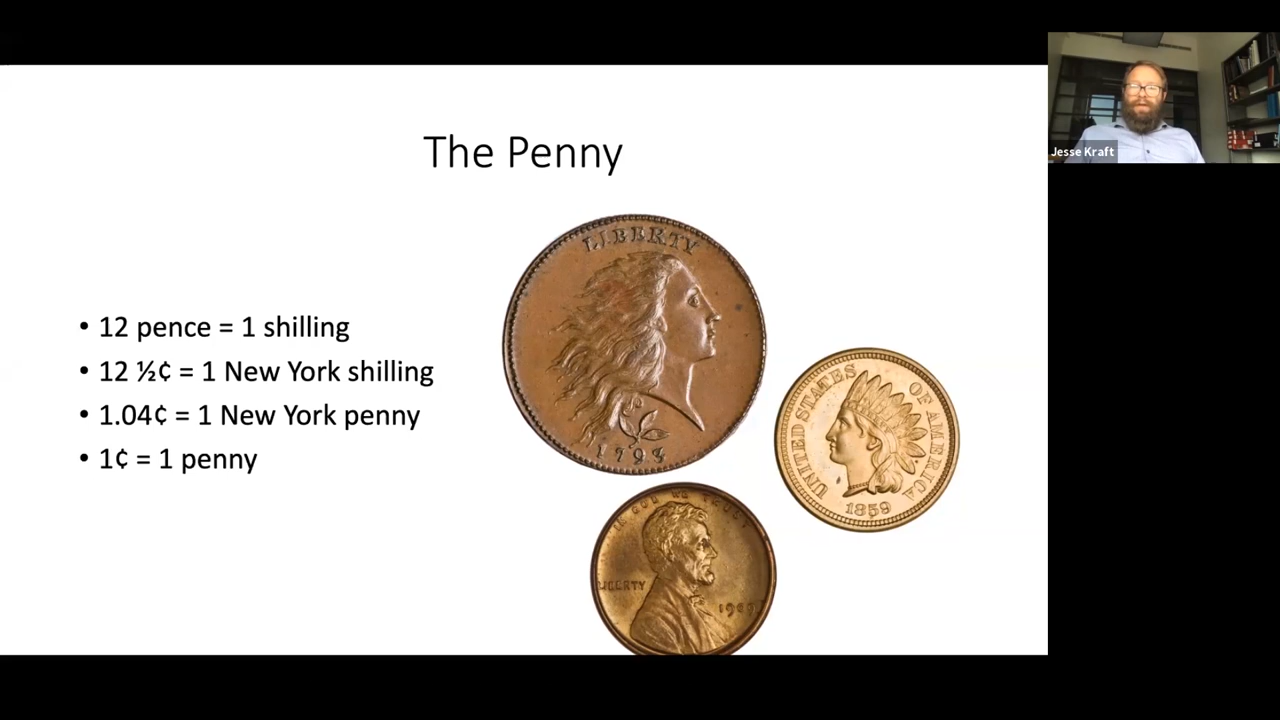 The Penny
• 12 pence = 1 shilling
• 12 ½¢ = 1 New York shilling
• 1.04¢ = 1 New York penny
• 1¢ = 1 penny
LIBERTY
1793
UNITED STATES OF AMERICA
1859
IN GOD WE TRUST
LIBERTY
1909
Jesse Kraft